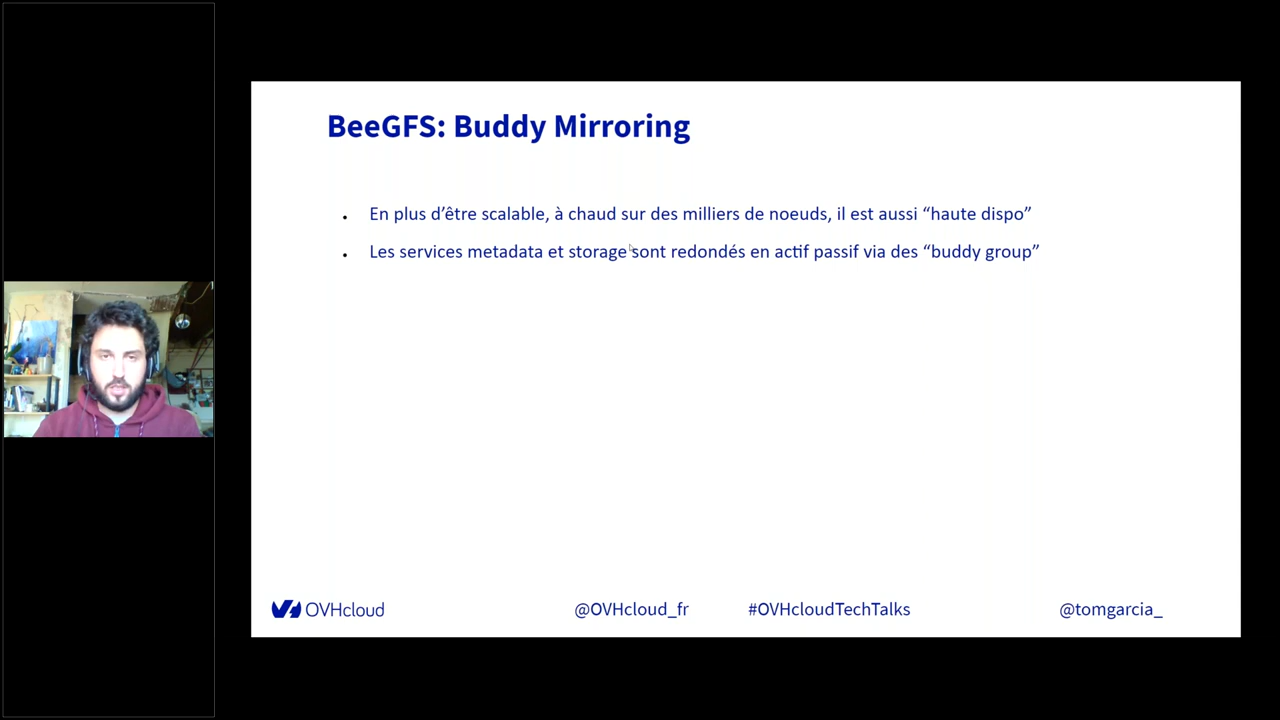 BeeGFS: Buddy Mirroring
En plus d’être scalable, à chaud sur des milliers de noeuds, il est aussi “haute dispo”
Les services metadata et storage sont redondés en actif passif via des “buddy group”
OVHcloud
@OVHcloud_fr
#OVHcloudTechTalks
@tomgarcia_